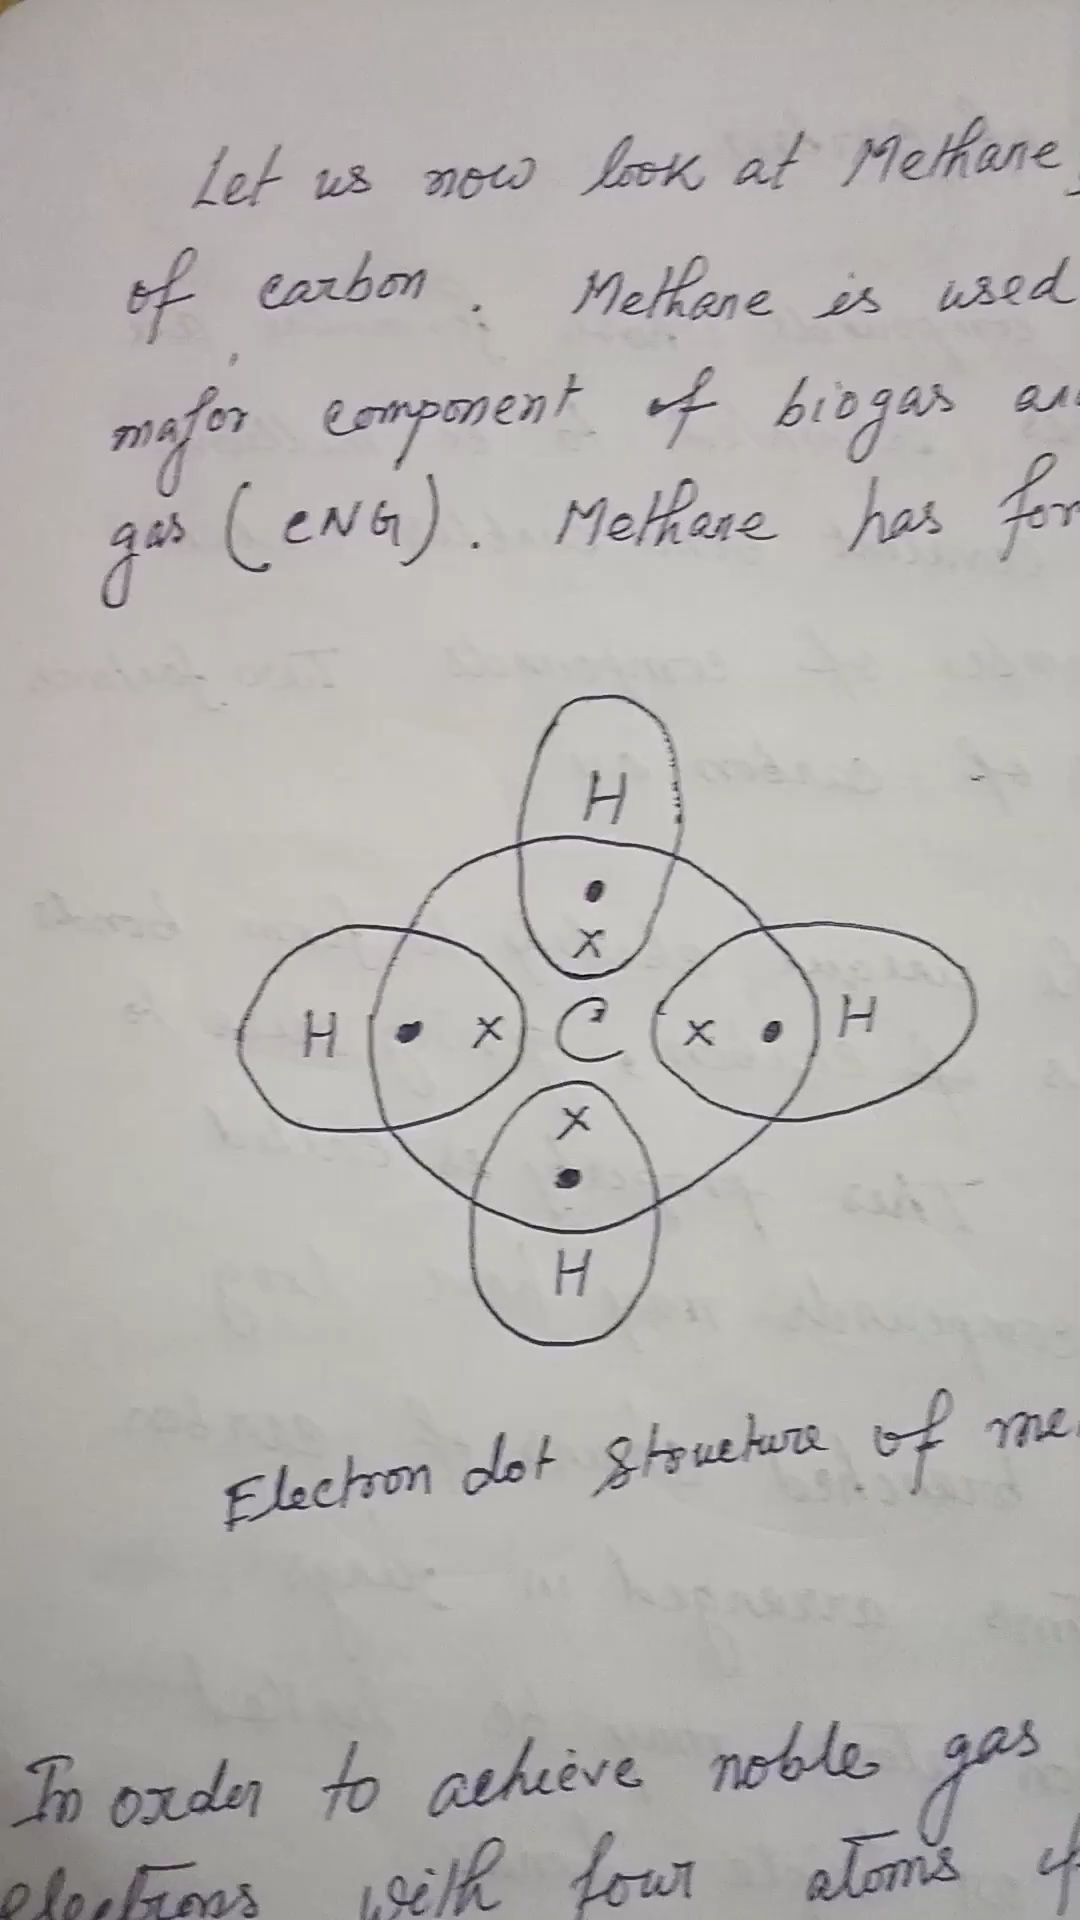 Let us now look at Methane,
of carbon. Methane is used
major component of biogas
gas (CNG). Methane has
H
•
x
H • x C x • H
x
•
H
Electron dot Structure of
In order to achieve noble gas
electrons with four atoms